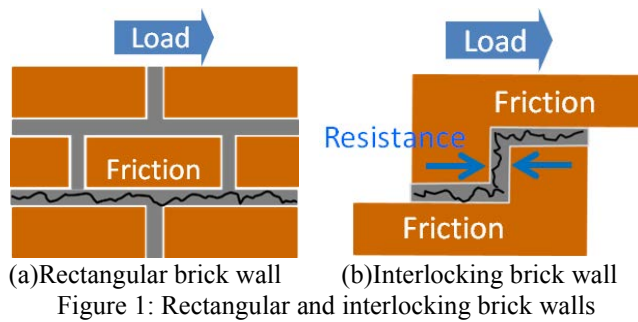 Load
Load
Friction
Resistance
Friction
Friction
(a)Rectangular brick wall
(b)Interlocking brick wall
Figure 1: Rectangular and interlocking brick walls